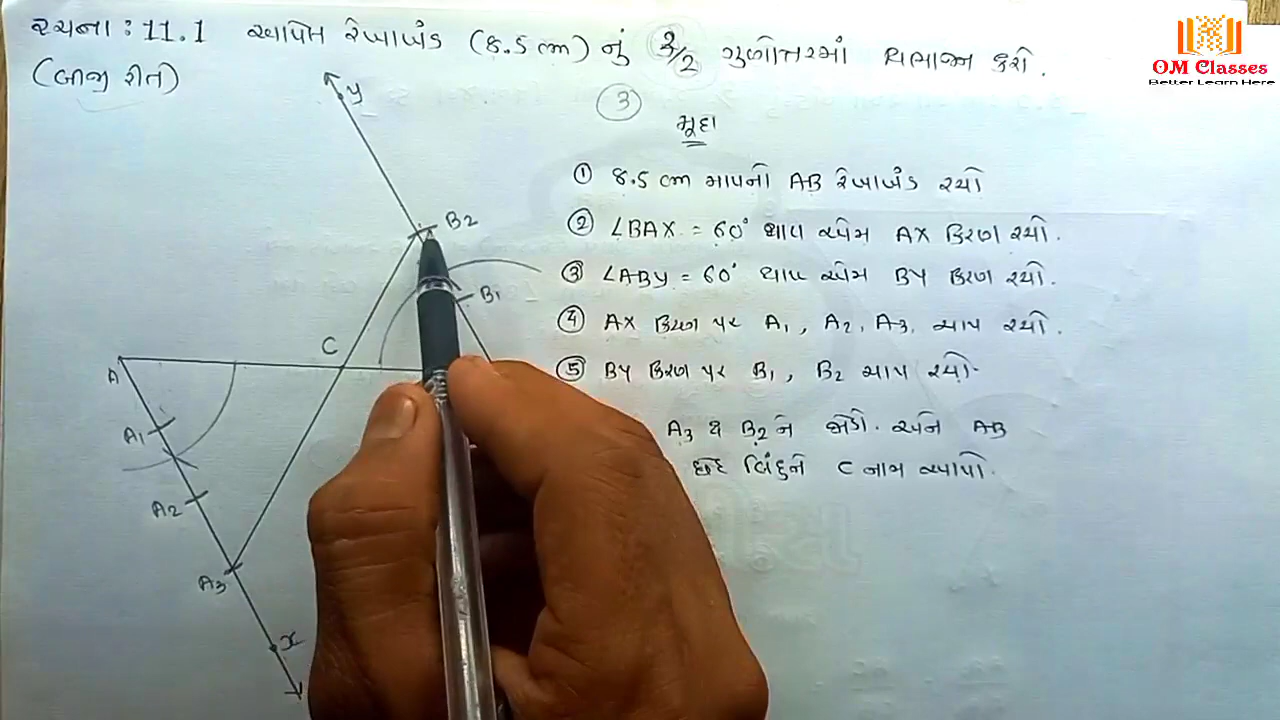 રચના : 11.1 આપેલ રેખાખંડ (8.5 cm) નું 3/2 ગુણોત્તરમાં વિભાજન કરો.
(બીજી રીત)
3
મુદ્દા
① 8.5 cm માપનો AB રેખાખંડ રચો
② ∠BAX = 60° થાય એમ AX કિરણ રચો.
③ ∠ABY = 60° થાય એમ BY કિરણ રચો.
④ AX કિરણ પર A1, A2, A3 ચાપ રચો.
⑤ BY કિરણ પર B1, B2 ચાપ રચો.
A3 થ B2 ને જોડો. અને AB
છેદ બિંદુને C નામ આપો.
y
B2
B1
C
A
A1
A2
A3
x
OM Classes
Better Learn Here